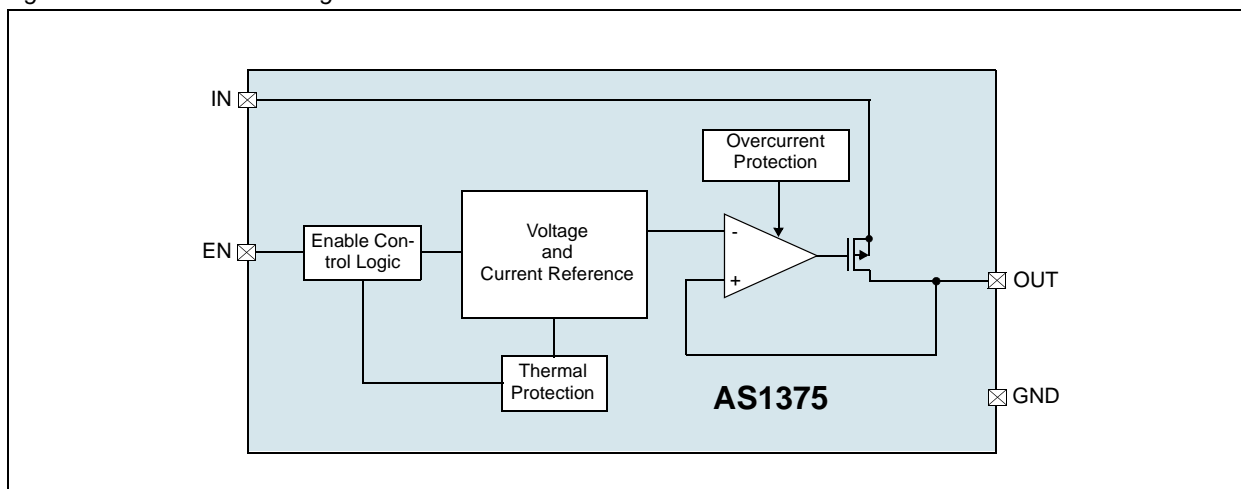 IN
Overcurrent
Protection
EN
Enable Con-
trol Logic
Voltage
and
Current Reference
-
+
OUT
Thermal
Protection
AS1375
GND